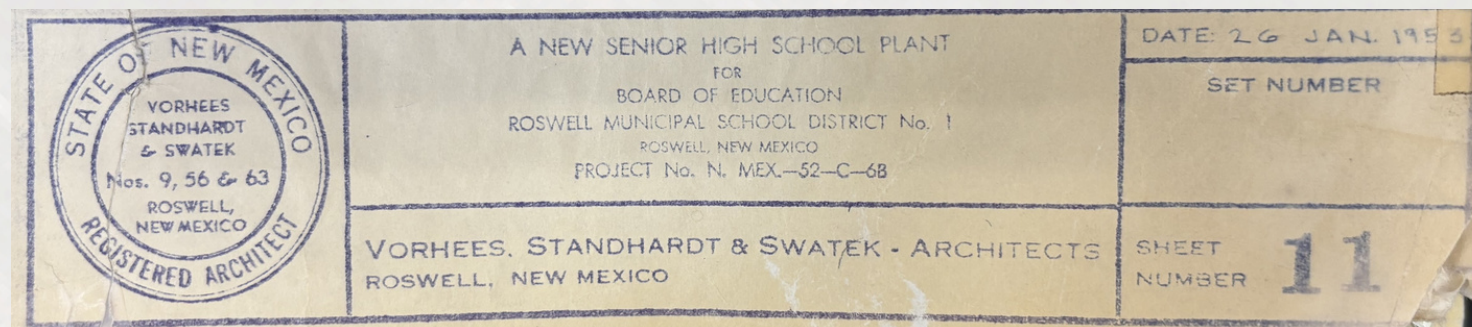 STATE OF NEW MEXICO
VORHEES
STANDHARDT
& SWATEK
Nos. 9, 56 & 63
ROSWELL,
NEW MEXICO
REGISTERED ARCHITECT
A NEW SENIOR HIGH SCHOOL PLANT
FOR
BOARD OF EDUCATION
ROSWELL MUNICIPAL SCHOOL DISTRICT No. 1
ROSWELL, NEW MEXICO
PROJECT No. N. MEX.—52—C—6B
VORHEES, STANDHARDT & SWATEK - ARCHITECTS
ROSWELL, NEW MEXICO
DATE: 26 JAN. 1953
SET NUMBER
SHEET
NUMBER 11